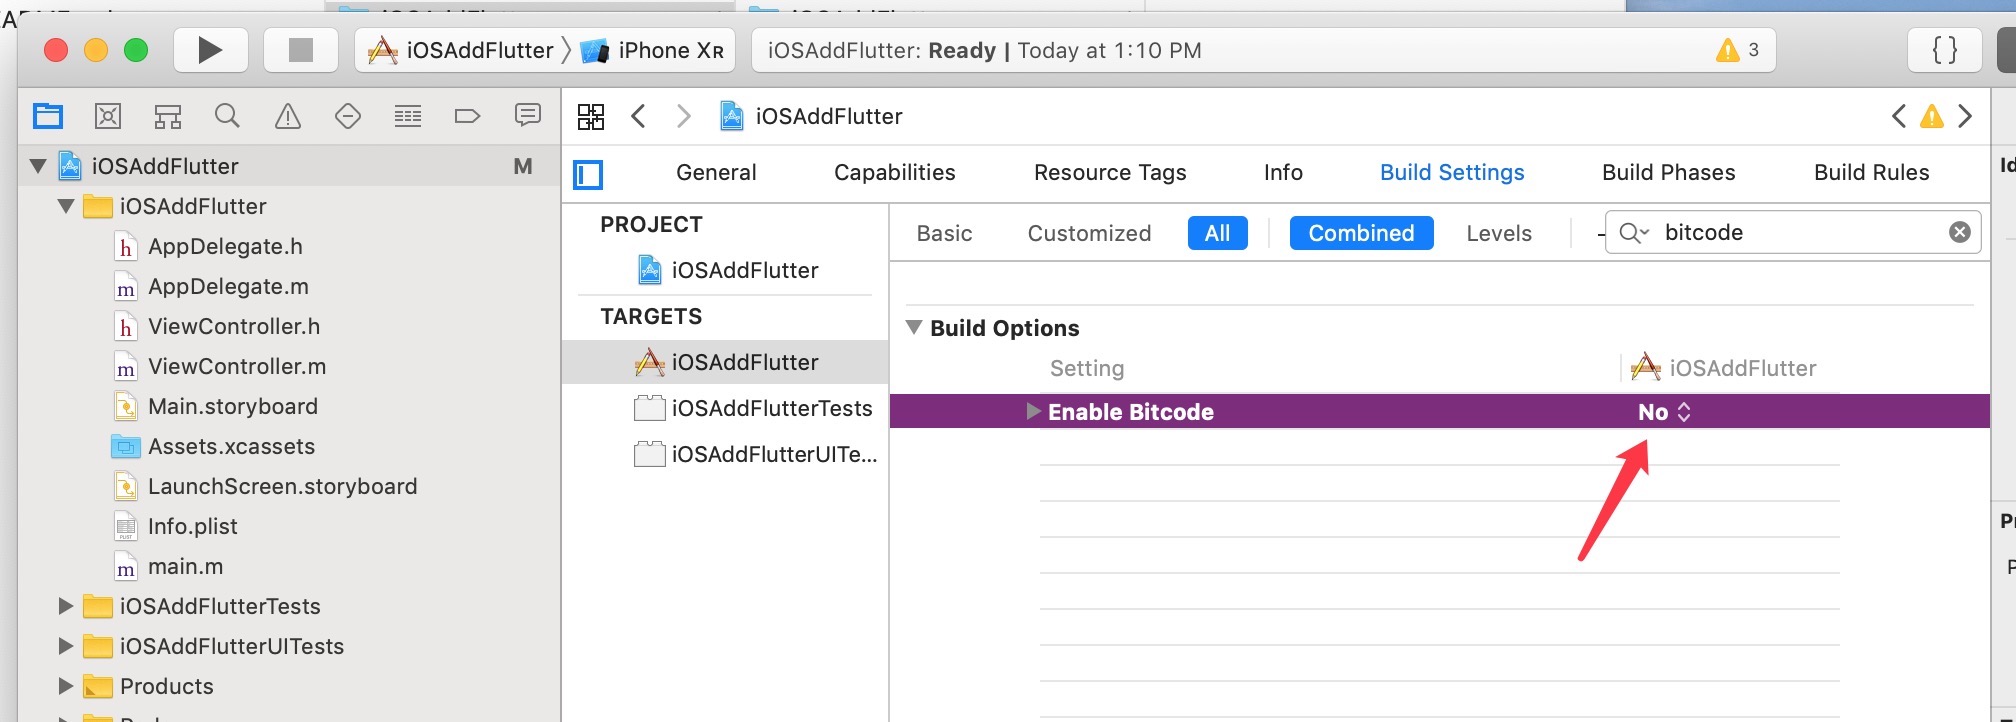 iOSAddFlutter 〉 iPhone XR
iOSAddFlutter: Ready | Today at 1:10 PM
3
{ }
iOSAddFlutter
iOSAddFlutter M
iOSAddFlutter
h AppDelegate.h
m AppDelegate.m
h ViewController.h
m ViewController.m
Main.storyboard
Assets.xcassets
LaunchScreen.storyboard
PLIST Info.plist
m main.m
iOSAddFlutterTests
iOSAddFlutterUITests
Products
General Capabilities Resource Tags Info Build Settings Build Phases Build Rules
PROJECT
iOSAddFlutter
TARGETS
iOSAddFlutter
iOSAddFlutterTests
iOSAddFlutterUITe...
Basic Customized All Combined Levels bitcode
Build Options
Setting iOSAddFlutter
Enable Bitcode No